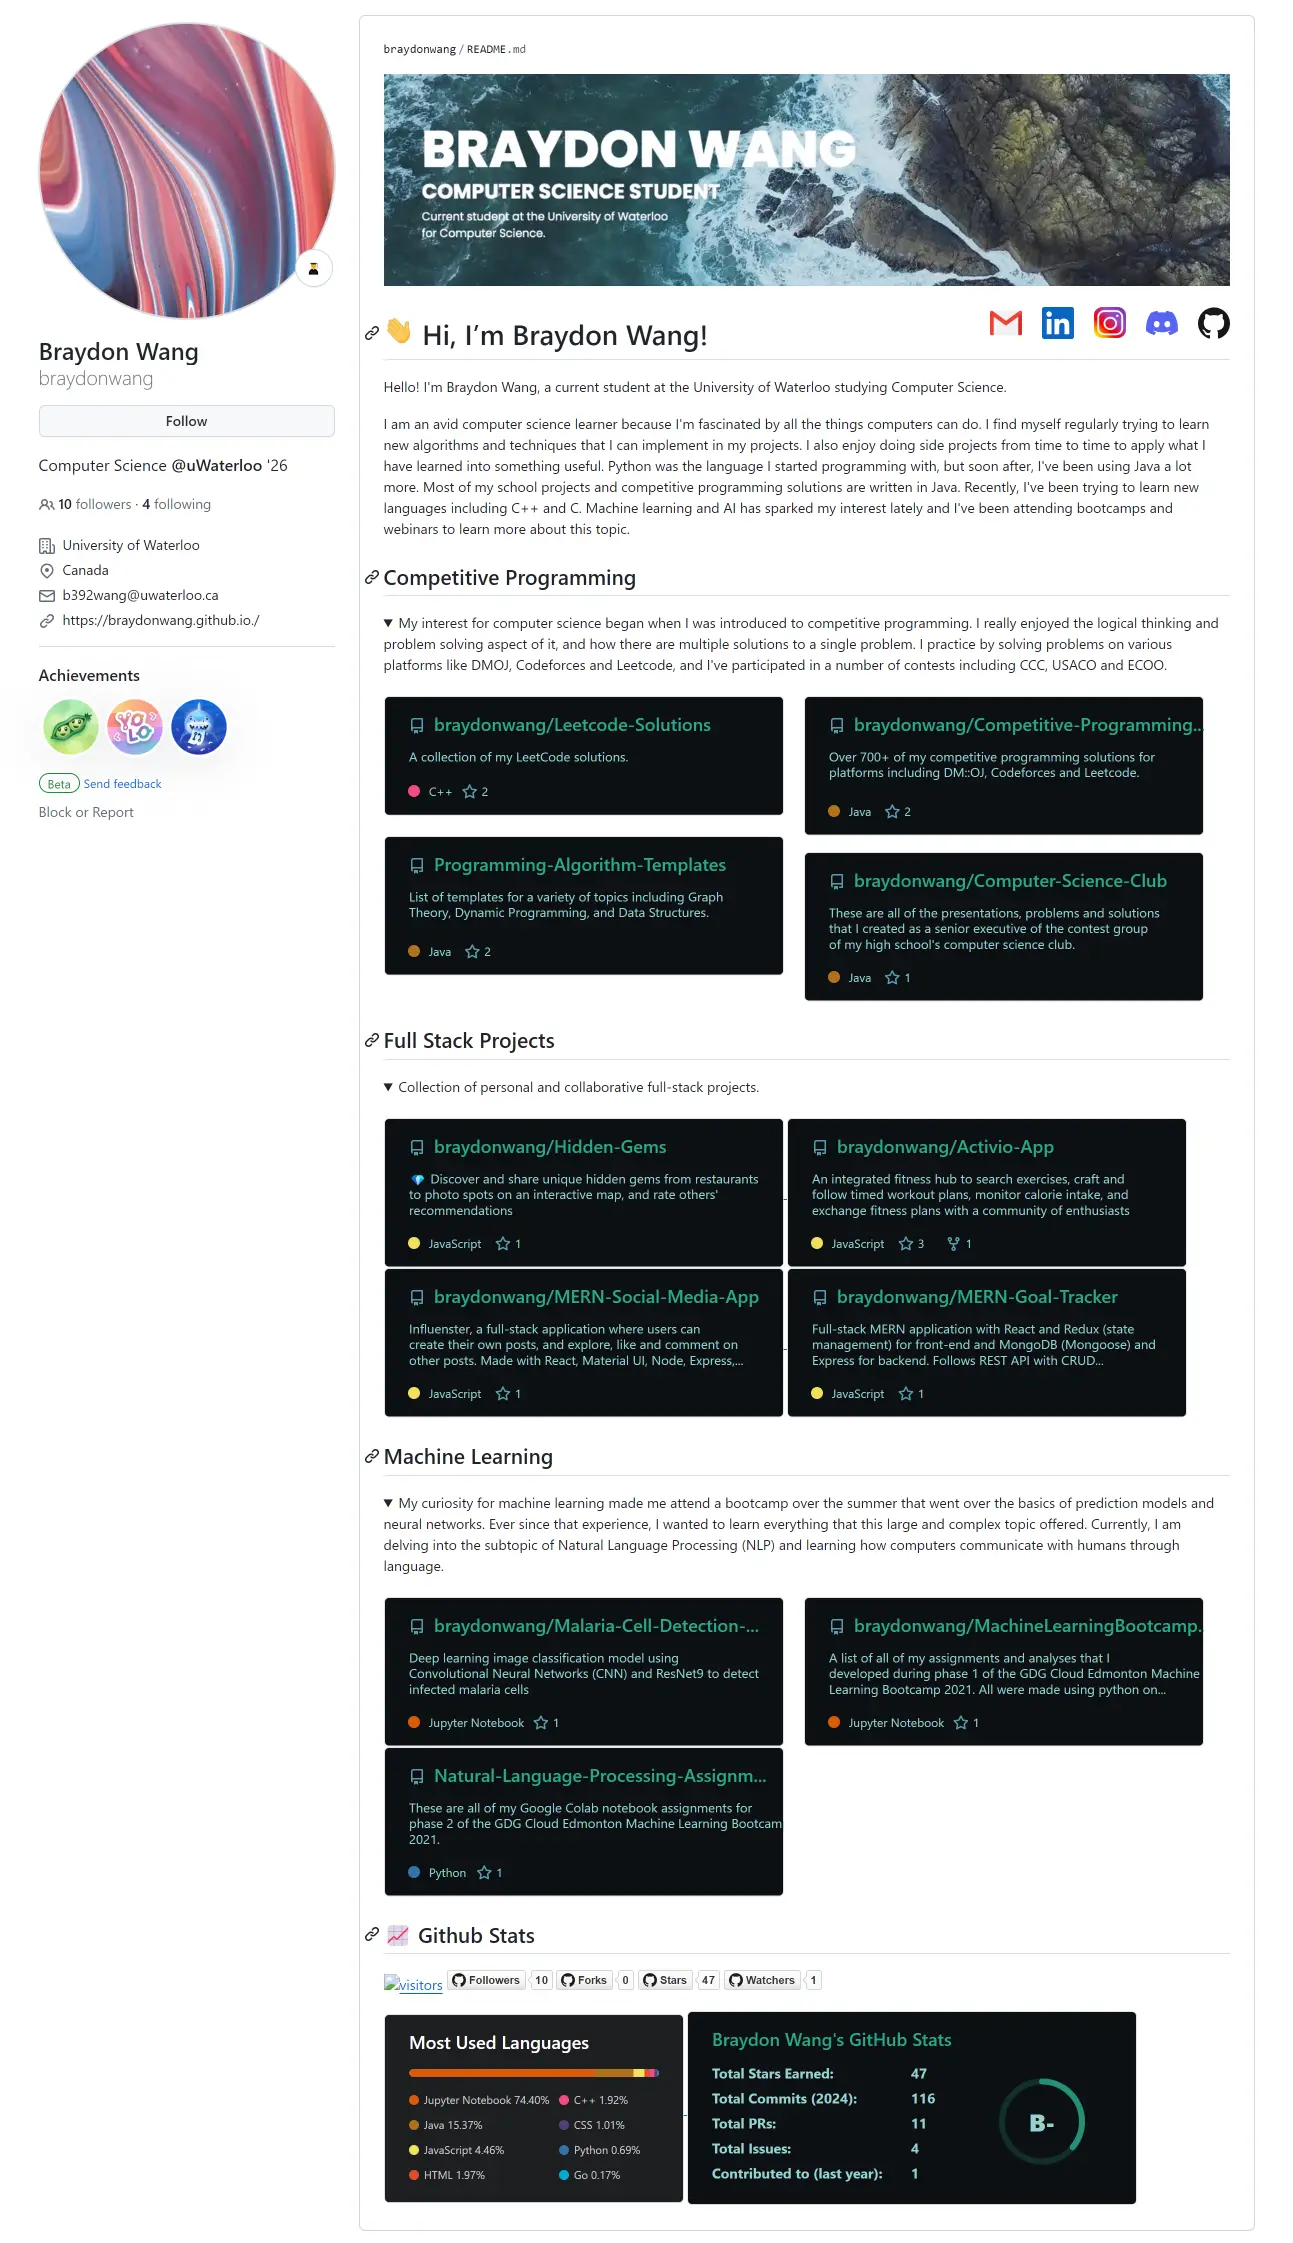 Braydon Wang
braydonwang
Follow
Computer Science @uWaterloo '26
10 followers · 4 following
University of Waterloo
Canada
b392wang@uwaterloo.ca
https://braydonwang.github.io./
Achievements
YOLO
Beta Send feedback
Block or Report
braydonwang / README.md
BRAYDON WANG
COMPUTER SCIENCE STUDENT
Current student at the University of Waterloo
for Computer Science.
👋 Hi, I’m Braydon Wang!
Hello! I'm Braydon Wang, a current student at the University of Waterloo studying Computer Science.
I am an avid computer science learner because I'm fascinated by all the things computers can do. I find myself regularly trying to learn
new algorithms and techniques that I can implement in my projects. I also enjoy doing side projects from time to time to apply what I
have learned into something useful. Python was the language I started programming with, but soon after, I've been using Java a lot
more. Most of my school projects and competitive programming solutions are written in Java. Recently, I've been trying to learn new
languages including C++ and C. Machine learning and AI has sparked my interest lately and I've been attending bootcamps and
webinars to learn more about this topic.
Competitive Programming
▼ My interest for computer science began when I was introduced to competitive programming. I really enjoyed the logical thinking and
problem solving aspect of it, and how there are multiple solutions to a single problem. I practice by solving problems on various
platforms like DMOJ, Codeforces and Leetcode, and I've participated in a number of contests including CCC, USACO and ECOO.
braydonwang/Leetcode-Solutions
A collection of my LeetCode solutions.
C++ 2
braydonwang/Competitive-Programming...
Over 700+ of my competitive programming solutions for
platforms including DM::OJ, Codeforces and Leetcode.
Java 2
Programming-Algorithm-Templates
List of templates for a variety of topics including Graph
Theory, Dynamic Programming, and Data Structures.
Java 2
braydonwang/Computer-Science-Club
These are all of the presentations, problems and solutions
that I created as a senior executive of the contest group
of my high school's computer science club.
Java 1
Full Stack Projects
▼ Collection of personal and collaborative full-stack projects.
braydonwang/Hidden-Gems
💎 Discover and share unique hidden gems from restaurants
to photo spots on an interactive map, and rate others'
recommendations
JavaScript 1
braydonwang/Activio-App
An integrated fitness hub to search exercises, craft and
follow timed workout plans, monitor calorie intake, and
exchange fitness plans with a community of enthusiasts
JavaScript 3 1
braydonwang/MERN-Social-Media-App
Influenster, a full-stack application where users can
create their own posts, and explore, like and comment on
other posts. Made with React, Material UI, Node, Express,...
JavaScript 1
braydonwang/MERN-Goal-Tracker
Full-stack MERN application with React and Redux (state
management) for front-end and MongoDB (Mongoose) and
Express for backend. Follows REST API with CRUD...
JavaScript 1
Machine Learning
▼ My curiosity for machine learning made me attend a bootcamp over the summer that went over the basics of prediction models and
neural networks. Ever since that experience, I wanted to learn everything that this large and complex topic offered. Currently, I am
delving into the subtopic of Natural Language Processing (NLP) and learning how computers communicate with humans through
language.
braydonwang/Malaria-Cell-Detection-...
Deep learning image classification model using
Convolutional Neural Networks (CNN) and ResNet9 to detect
infected malaria cells
Jupyter Notebook 1
braydonwang/MachineLearningBootcamp.
A list of all of my assignments and analyses that I
developed during phase 1 of the GDG Cloud Edmonton Machine
Learning Bootcamp 2021. All were made using python on...
Jupyter Notebook 1
Natural-Language-Processing-Assignm...
These are all of my Google Colab notebook assignments for
phase 2 of the GDG Cloud Edmonton Machine Learning Bootcam
2021.
Python 1
📈 Github Stats
visitors Followers 10 Forks 0 Stars 47 Watchers 1
Most Used Languages
Jupyter Notebook 74.40%
Java 15.37%
JavaScript 4.46%
HTML 1.97%
C++ 1.92%
CSS 1.01%
Python 0.69%
Go 0.17%
Braydon Wang's GitHub Stats
Total Stars Earned: 47
Total Commits (2024): 116
Total PRs: 11
Total Issues: 4
Contributed to (last year): 1
B-